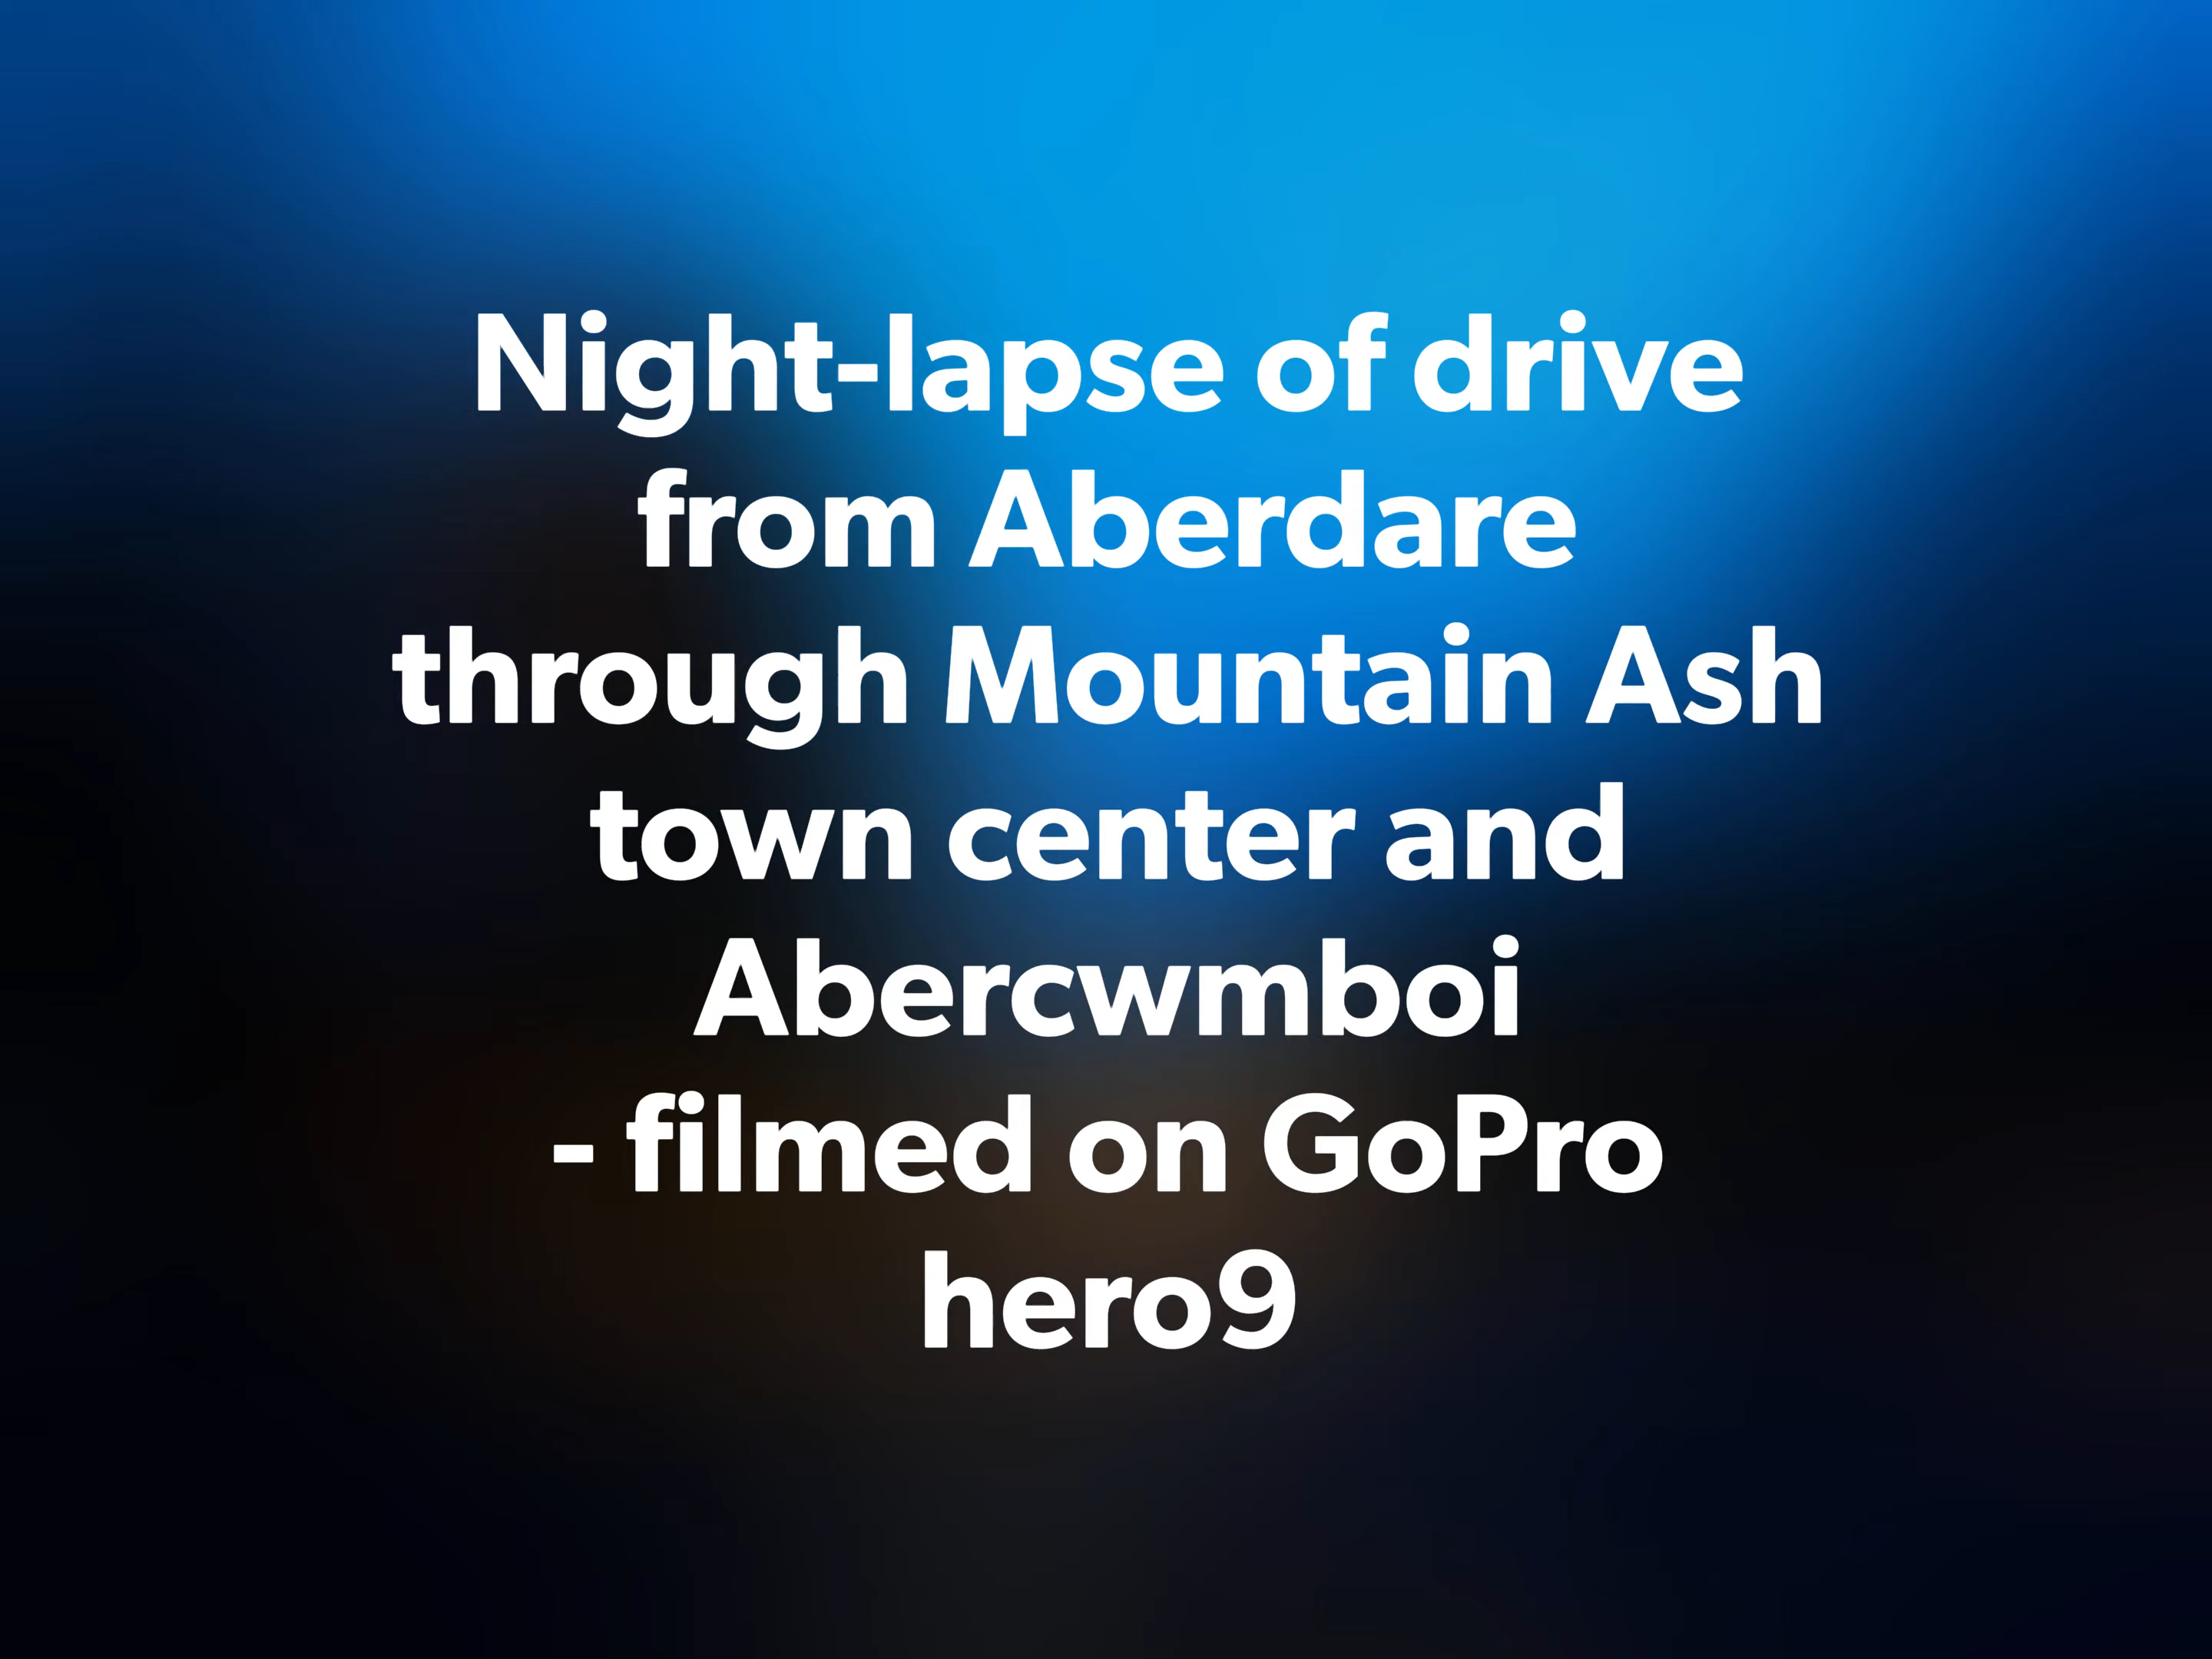 Night-lapse of drive
from Aberdare
through Mountain Ash
town center and
Abercwmboi
- filmed on GoPro
hero9